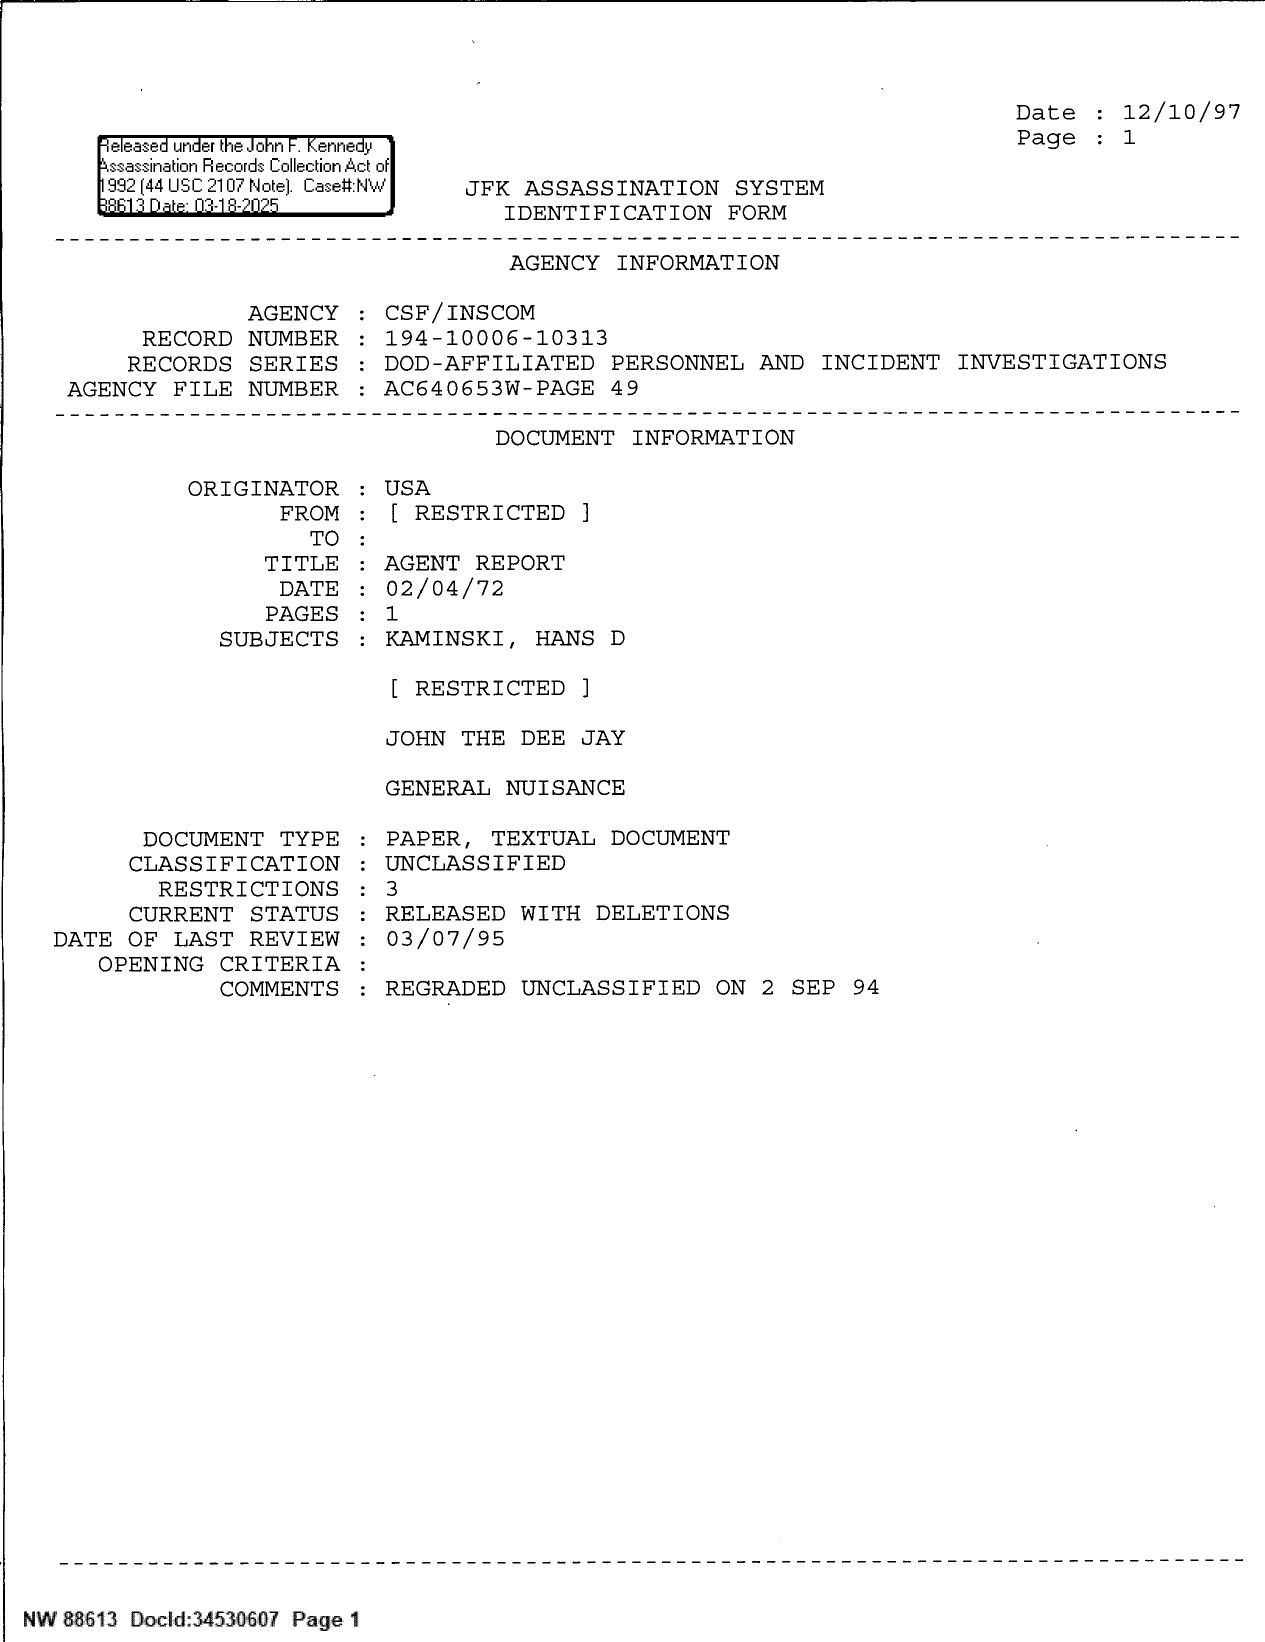 Date : 12/10/97
Page : 1
Released under the John F. Kennedy
Assassination Records Collection Act of
1992 (44 USC 2107 Note). Case#:NW
88613 Date: 03-18-2025
JFK ASSASSINATION SYSTEM
IDENTIFICATION FORM
AGENCY INFORMATION
AGENCY : CSF/INSCOM
RECORD NUMBER : 194-10006-10313
RECORDS SERIES : DOD-AFFILIATED PERSONNEL AND INCIDENT INVESTIGATIONS
AGENCY FILE NUMBER : AC640653W-PAGE 49
DOCUMENT INFORMATION
ORIGINATOR : USA
FROM : [ RESTRICTED ]
TO :
TITLE : AGENT REPORT
DATE : 02/04/72
PAGES : 1
SUBJECTS : KAMINSKI, HANS D
[ RESTRICTED ]
JOHN THE DEE JAY
GENERAL NUISANCE
DOCUMENT TYPE : PAPER, TEXTUAL DOCUMENT
CLASSIFICATION : UNCLASSIFIED
RESTRICTIONS : 3
CURRENT STATUS : RELEASED WITH DELETIONS
DATE OF LAST REVIEW : 03/07/95
OPENING CRITERIA :
COMMENTS : REGRADED UNCLASSIFIED ON 2 SEP 94
NW 88613 DocId:34530607 Page 1